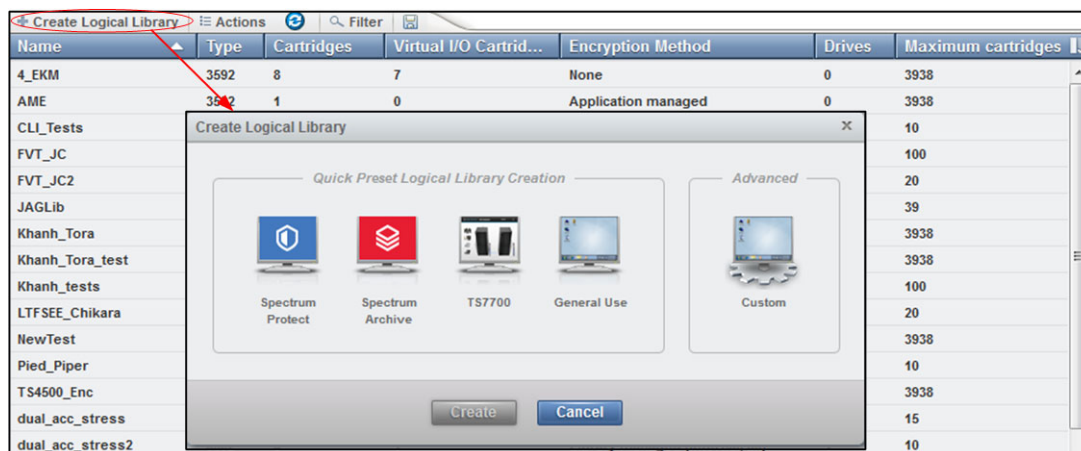 Create Logical Library Actions Filter
Name Type Cartridges Virtual I/O Cartrid... Encryption Method Drives Maximum cartridges
4_EKM 3592 8 7 None 0 3938
AME 3592 1 0 Application managed 0 3938
CLI_Tests 10
FVT_JC 100
FVT_JC2 20
JAGLib 39
Khanh_Tora 3938
Khanh_Tora_test 3938
Khanh_tests 100
LTFSEE_Chikara 20
NewTest 3938
Pied_Piper 10
TS4500_Enc 3938
dual_acc_stress 15
dual_acc_stress2 10
Create Logical Library
Quick Preset Logical Library Creation
Spectrum
Protect
Spectrum
Archive
TS7700
General Use
Advanced
Custom
Create Cancel